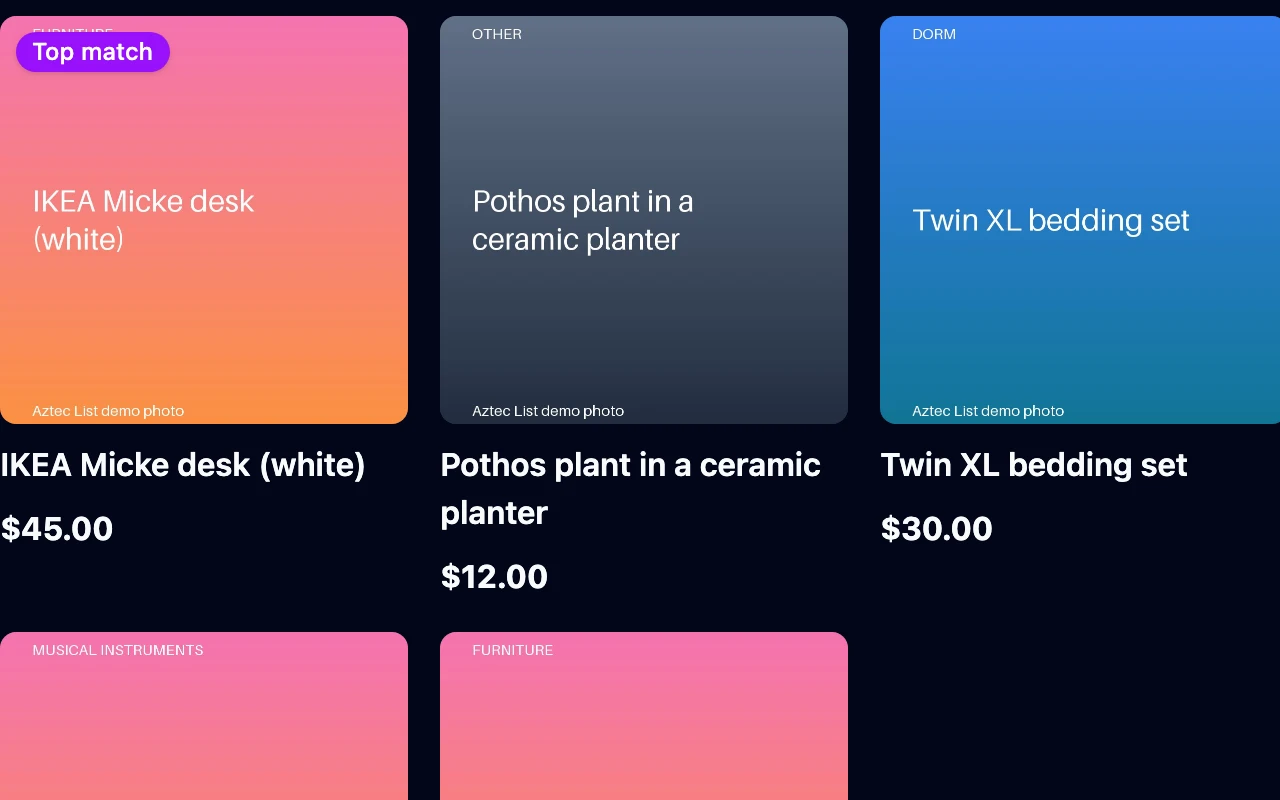 FURNITURE
Top match
IKEA Micke desk
(white)
Aztec List demo photo
IKEA Micke desk (white)
$45.00
OTHER
Pothos plant in a
ceramic planter
Aztec List demo photo
Pothos plant in a ceramic
planter
$12.00
DORM
Twin XL bedding set
Aztec List demo photo
Twin XL bedding set
$30.00
MUSICAL INSTRUMENTS
FURNITURE